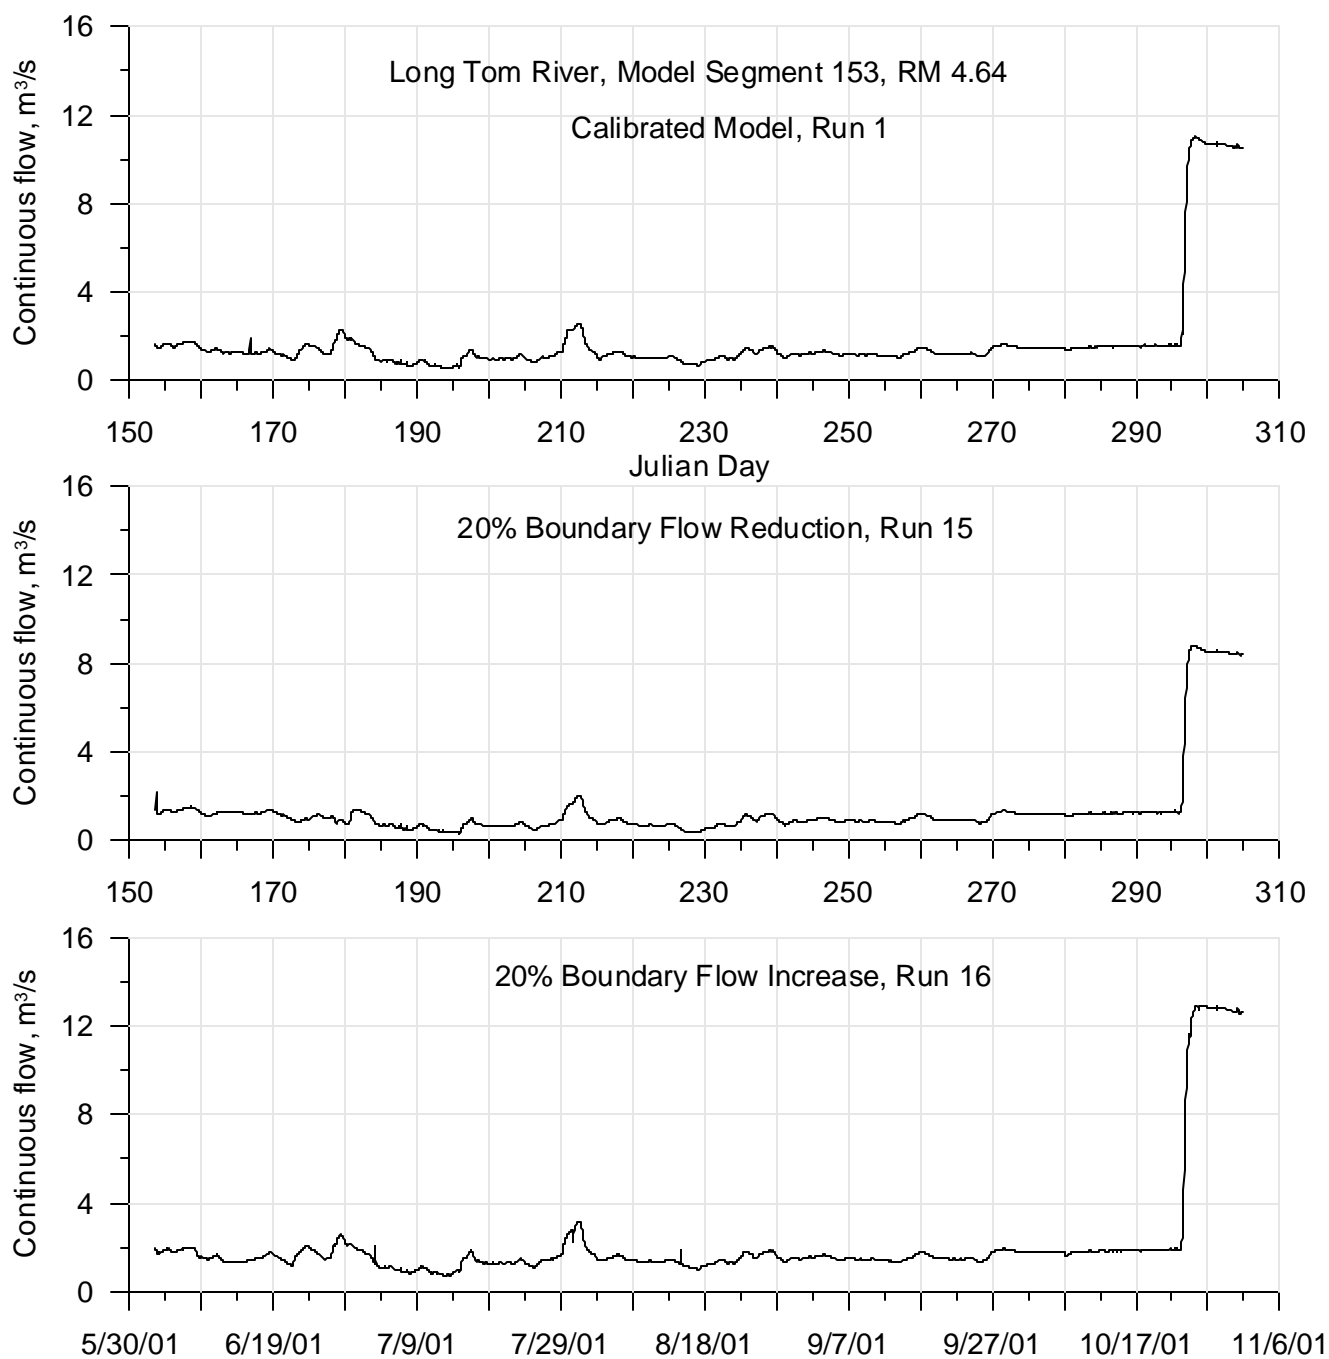 16
Long Tom River, Model Segment 153, RM 4.64
Calibrated Model, Run 1
12
8
4
0
Continuous flow, m³/s
150 170 190 210 230 250 270 290 310
Julian Day
16
20% Boundary Flow Reduction, Run 15
12
8
4
0
Continuous flow, m³/s
150 170 190 210 230 250 270 290 310
16
20% Boundary Flow Increase, Run 16
12
8
4
0
Continuous flow, m³/s
5/30/01 6/19/01 7/9/01 7/29/01 8/18/01 9/7/01 9/27/01 10/17/01 11/6/01